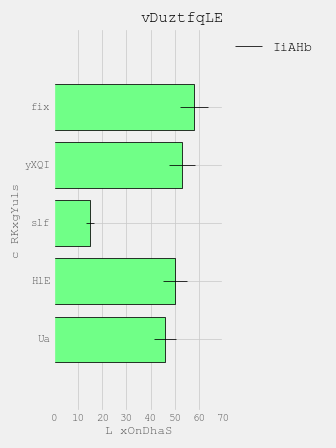 vDuztfqLE
IiAHb
fix
yXQI
slf
HlE
Ua
c RKxgYuls
0 10 20 30 40 50 60 70
L xOnDhaS